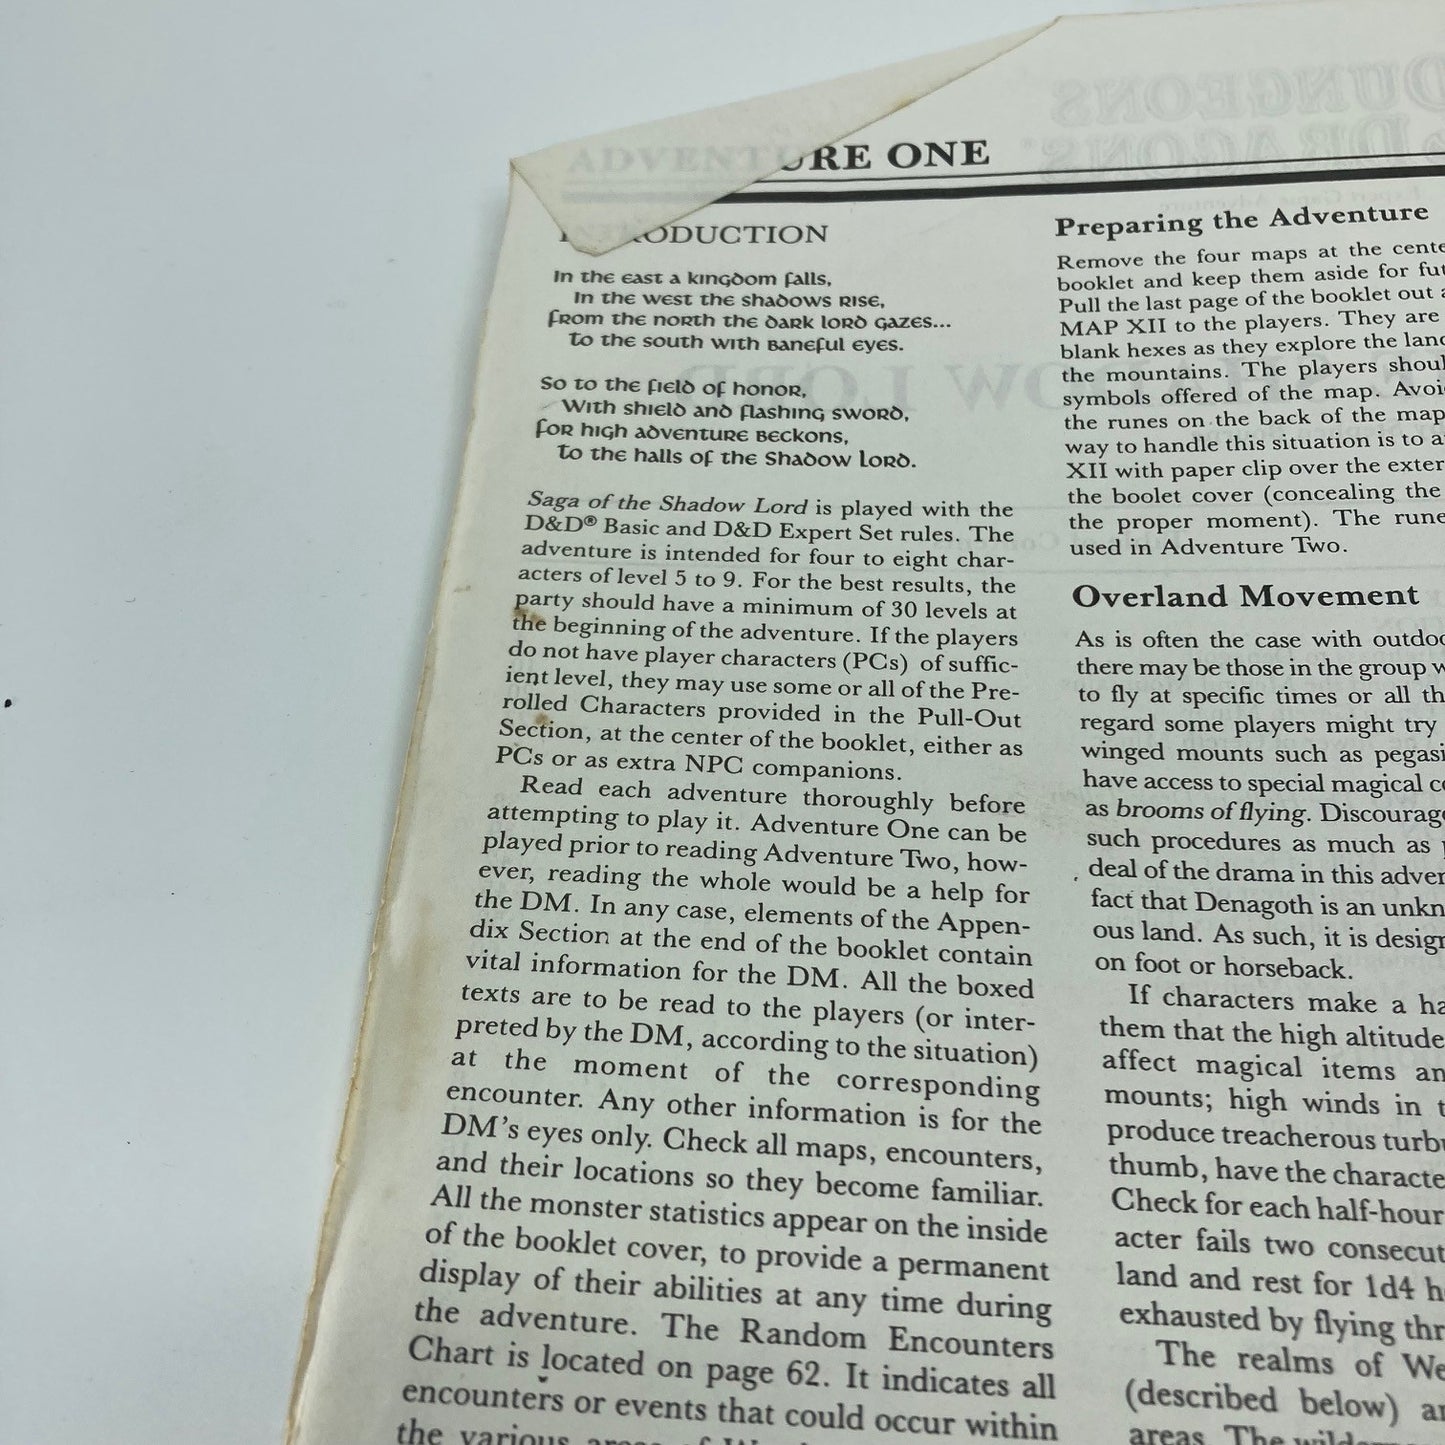 ADVENTURE ONE
INTRODUCTION
In the east a kingdom falls,
In the west the shadows rise,
From the north the dark lord gazes...
To the south with baneful eyes.
So to the field of honor,
With shield and flashing sword,
For high adventure beckons,
To the halls of the Shadow Lord.
Saga of the Shadow Lord is played with the
D&D® Basic and D&D Expert Set rules. The
adventure is intended for four to eight char-
acters of level 5 to 9. For the best results, the
party should have a minimum of 30 levels at
the beginning of the adventure. If the players
do not have player characters (PCs) of suffic-
ient level, they may use some or all of the Pre-
rolled Characters provided in the Pull-Out
Section, at the center of the booklet, either as
PCs or as extra NPC companions.
Read each adventure thoroughly before
attempting to play it. Adventure One can be
played prior to reading Adventure Two, how-
ever, reading the whole would be a help for
the DM. In any case, elements of the Appen-
dix Section at the end of the booklet contain
vital information for the DM. All the boxed
texts are to be read to the players (or inter-
preted by the DM, according to the situation)
at the moment of the corresponding
encounter. Any other information is for the
DM's eyes only. Check all maps, encounters,
and their locations so they become familiar.
All the monster statistics appear on the inside
of the booklet cover, to provide a permanent
display of their abilities at any time during
the adventure. The Random Encounters
Chart is located on page 62. It indicates all
encounters or events that could occur within
the various areas of
Preparing the Adventure
Remove the four maps at the cente
booklet and keep them aside for fut
Pull the last page of the booklet out a
MAP XII to the players. They are
blank hexes as they explore the land
the mountains. The players shoul
symbols offered of the map. Avoi
the runes on the back of the map
way to handle this situation is to a
XII with paper clip over the exter
the boolet cover (concealing the
the proper moment). The rune
used in Adventure Two.
Overland Movement
As is often the case with outdoo
there may be those in the group w
to fly at specific times or all th
regard some players might try
winged mounts such as pegasi
have access to special magical co
as brooms of flying. Discourage
such procedures as much as p
deal of the drama in this adven
fact that Denagoth is an unkn
ous land. As such, it is design
on foot or horseback.
If characters make a ha
them that the high altitude
affect magical items an
mounts; high winds in t
produce treacherous turbu
thumb, have the characte
Check for each half-hour
acter fails two consecut
land and rest for 1d4 h
exhausted by flying thr
The realms of We
(described below) ar
areas. The wilde